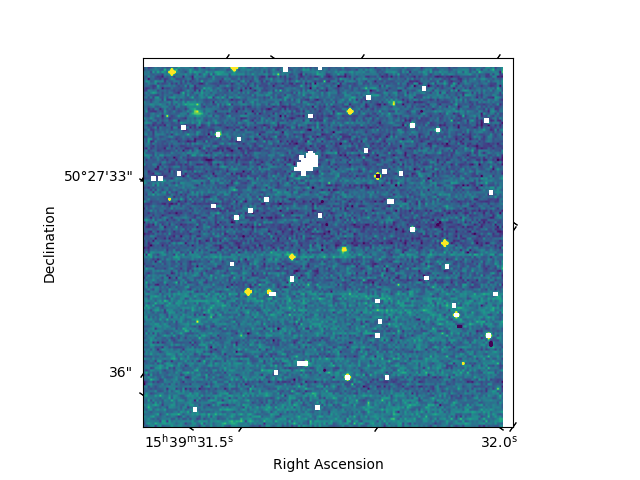 50°27'33"
Declination
36"
15ʰ39ᵐ31.5ˢ
32.0ˢ
Right Ascension